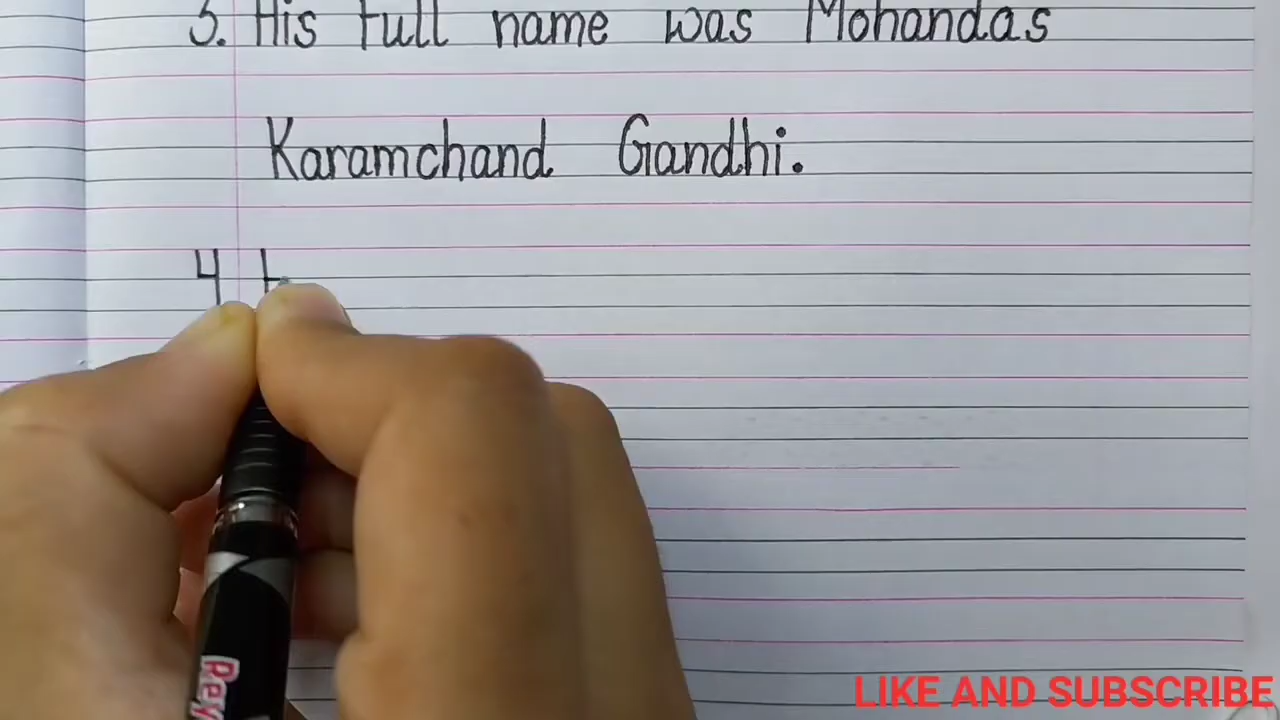 3. His full name was Mohandas
Karamchand Gandhi.
4
LIKE AND SUBSCRIBE